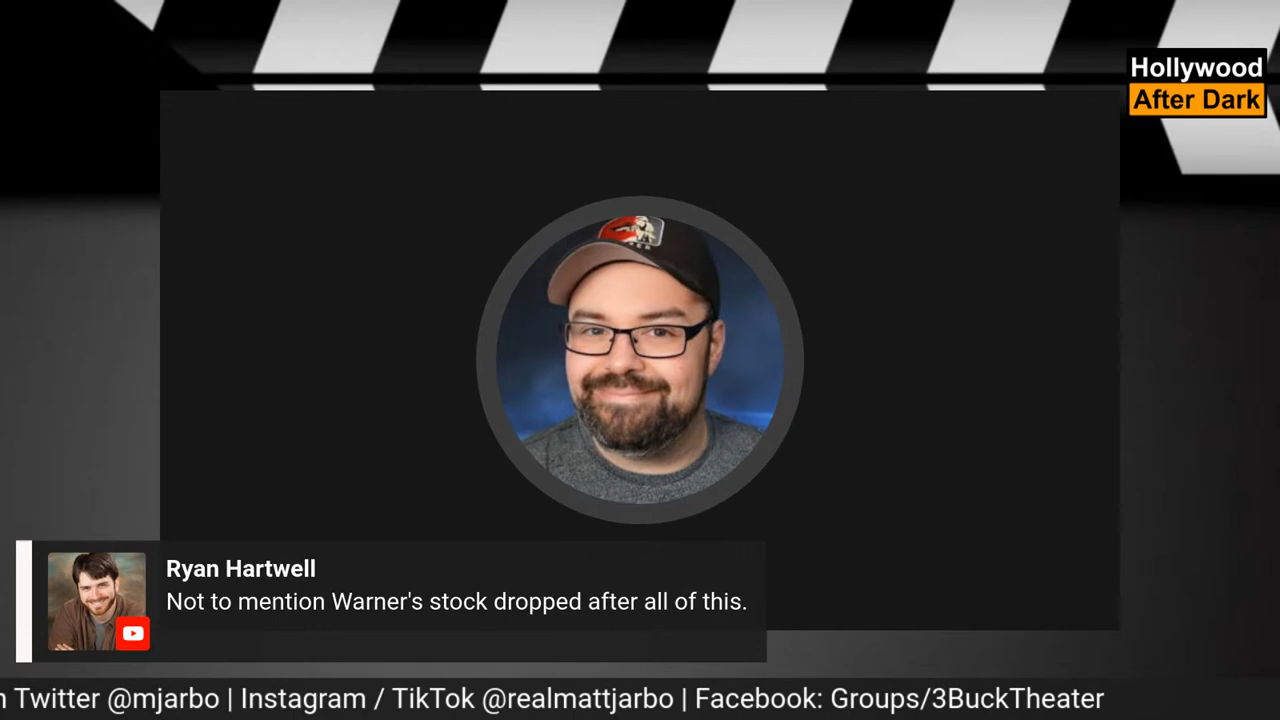 Hollywood
After Dark
Ryan Hartwell
Not to mention Warner's stock dropped after all of this.
Twitter @mjarbo | Instagram / TikTok @realmattjarbo | Facebook: Groups/3BuckTheater